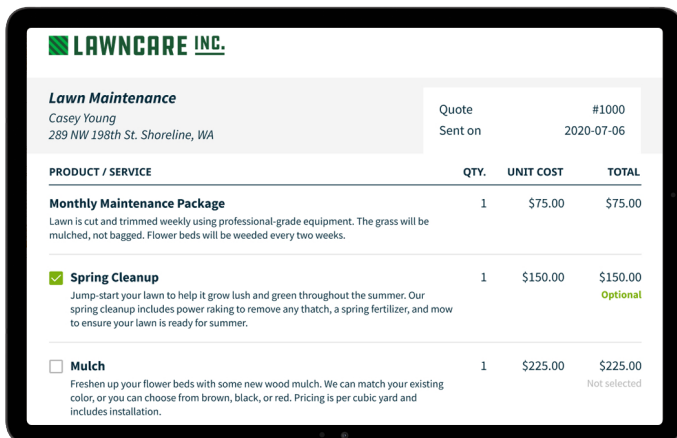 LAWNCARE INC.
Lawn Maintenance
Casey Young
289 NW 198th St. Shoreline, WA
Quote #1000
Sent on 2020-07-06
PRODUCT / SERVICE QTY. UNIT COST TOTAL
Monthly Maintenance Package 1 $75.00 $75.00
Lawn is cut and trimmed weekly using professional-grade equipment. The grass will be
mulched, not bagged. Flower beds will be weeded every two weeks.
Spring Cleanup 1 $150.00 $150.00
Optional
Jump-start your lawn to help it grow lush and green throughout the summer. Our
spring cleanup includes power raking to remove any thatch, a spring fertilizer, and mow
to ensure your lawn is ready for summer.
Mulch 1 $225.00 $225.00
Not selected
Freshen up your flower beds with some new wood mulch. We can match your existing
color, or you can choose from brown, black, or red. Pricing is per cubic yard and
includes installation.